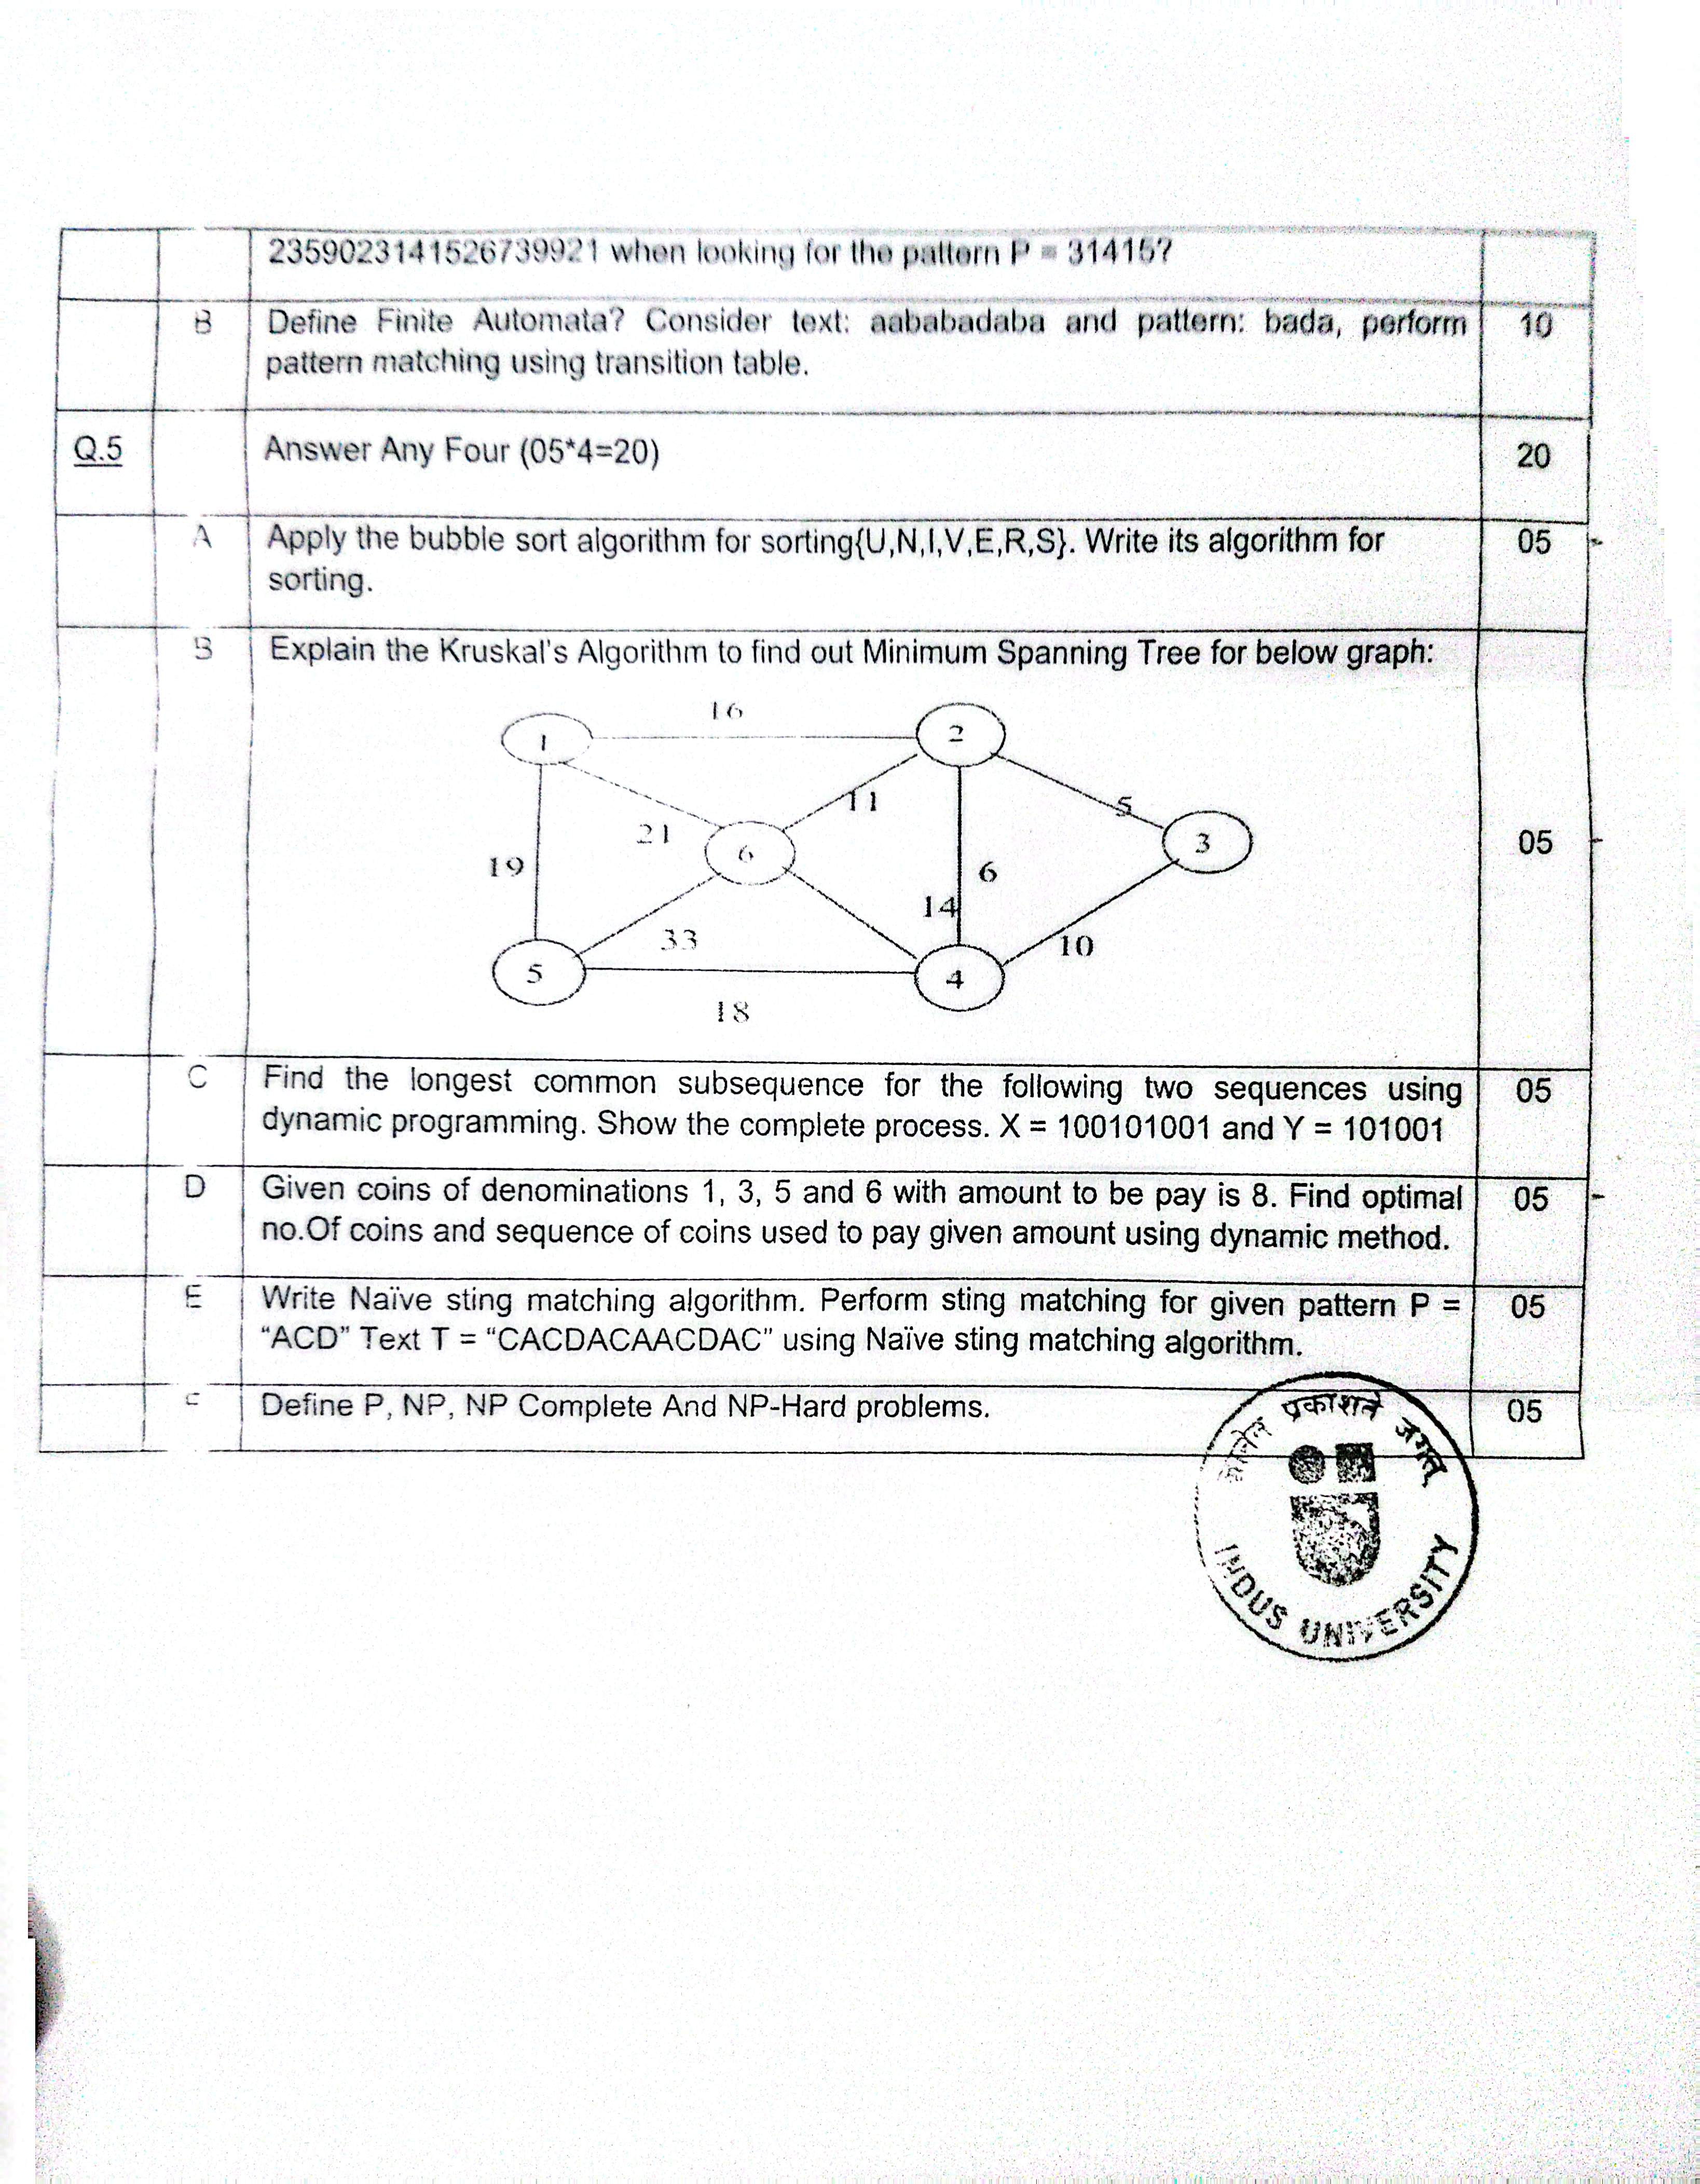 2359023141526739921 when looking for the pattern P = 31415?
B Define Finite Automata? Consider text: aababadaba and pattern: bada, perform 10
pattern matching using transition table.
Q.5 Answer Any Four (05*4=20) 20
A Apply the bubble sort algorithm for sorting{U,N,I,V,E,R,S}. Write its algorithm for 05
sorting.
B Explain the Kruskal's Algorithm to find out Minimum Spanning Tree for below graph:
16
1 2
11 5
21 3 05
6
19 6
14
33 10
5 4
18
C Find the longest common subsequence for the following two sequences using 05
dynamic programming. Show the complete process. X = 100101001 and Y = 101001
D Given coins of denominations 1, 3, 5 and 6 with amount to be pay is 8. Find optimal 05
no.Of coins and sequence of coins used to pay given amount using dynamic method.
E Write Naïve sting matching algorithm. Perform sting matching for given pattern P = 05
“ACD” Text T = “CACDACAACDAC” using Naïve sting matching algorithm.
Define P, NP, NP Complete And NP-Hard problems. 05
प्रकाशते जगत्
INDUS UNIVERSITY